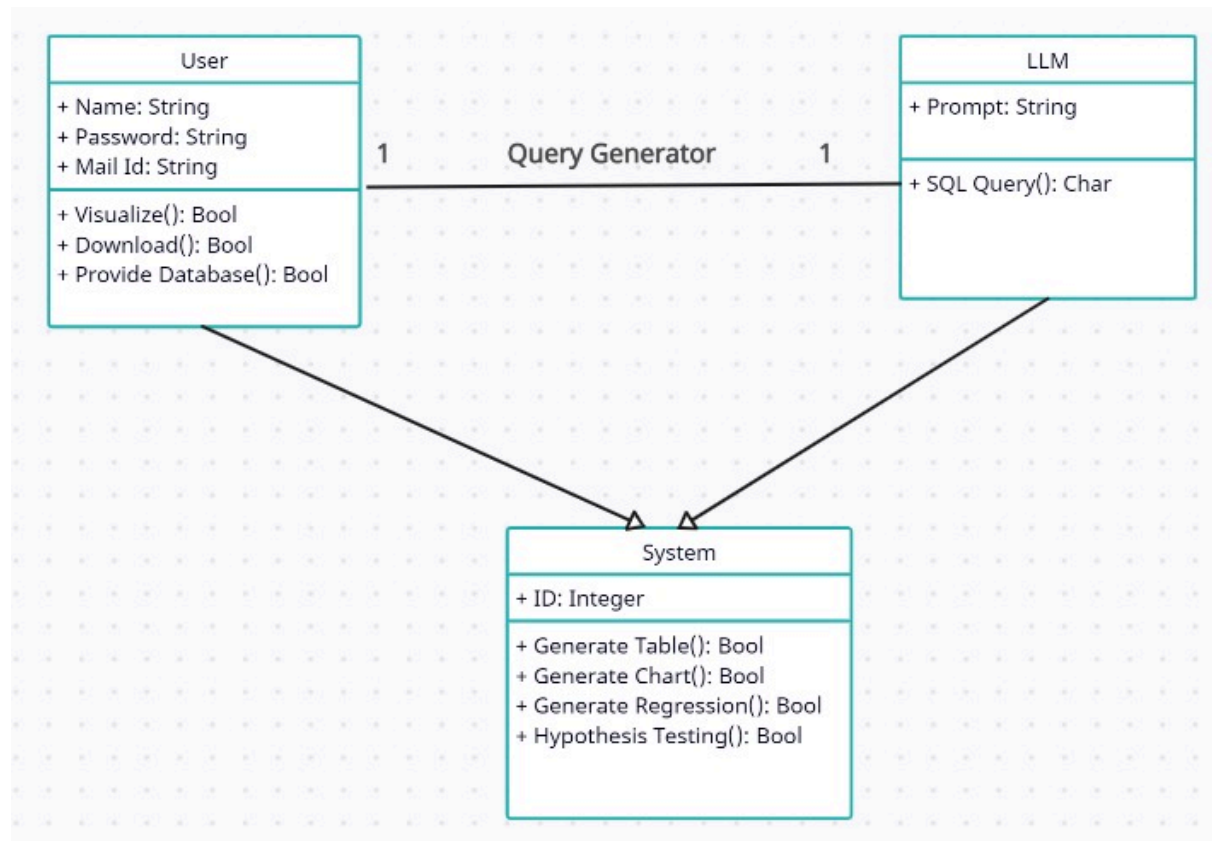 User
+ Name: String
+ Password: String
+ Mail Id: String
+ Visualize(): Bool
+ Download(): Bool
+ Provide Database(): Bool
1 Query Generator 1
LLM
+ Prompt: String
+ SQL Query(): Char
System
+ ID: Integer
+ Generate Table(): Bool
+ Generate Chart(): Bool
+ Generate Regression(): Bool
+ Hypothesis Testing(): Bool